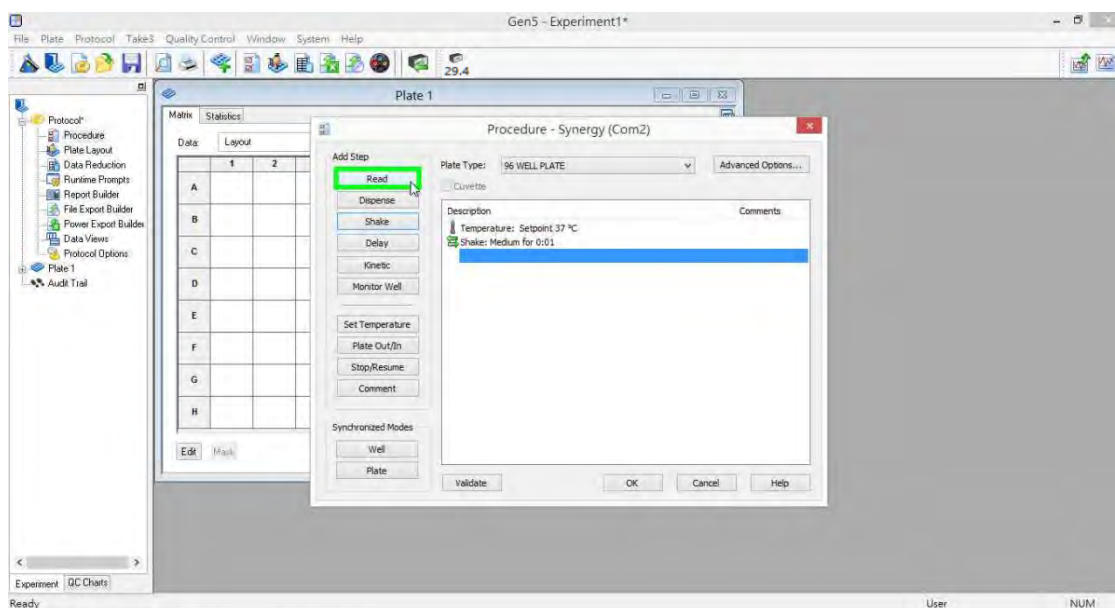 Gen5 - Experiment1*
File Plate Protocol Take3 Quality Control Window System Help
29.4
Protocol*
Procedure
Plate Layout
Data Reduction
Runtime Prompts
Report Builder
File Export Builder
Power Export Builder
Data Views
Protocol Options
Plate 1
Audit Trail
Experiment QC Charts
Plate 1
Matrix Statistics
Data: Layout
1 2
A
B
C
D
E
F
G
H
Edit Mask
Procedure - Synergy (Com2)
Add Step
Read
Dispense
Shake
Delay
Kinetic
Monitor Well
Set Temperature
Plate Out/In
Stop/Resume
Comment
Synchronized Modes
Well
Plate
Plate Type: 96 WELL PLATE Advanced Options...
Cuvette
Description Comments
Temperature: Setpoint 37 °C
Shake: Medium for 0:01
Validate OK Cancel Help
Ready User NUM